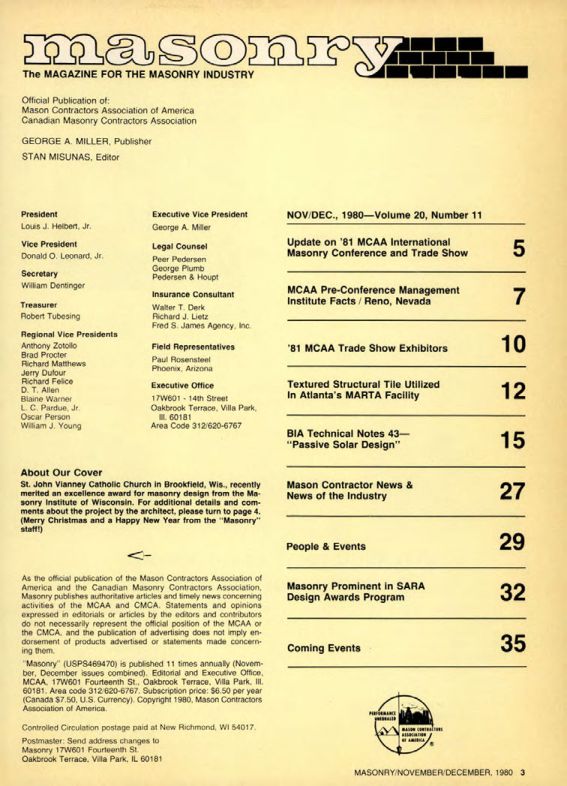 masonry
The MAGAZINE FOR THE MASONRY INDUSTRY
Official Publication of:
Mason Contractors Association of America
Canadian Masonry Contractors Association
GEORGE A. MILLER, Publisher
STAN MISUNAS, Editor
President
Louis J. Heibert, Jr.
Vice President
Donald O. Leonard, Jr.
Secretary
William Dentinger
Treasurer
Robert Tubesing
Regional Vice Presidents
Anthony Zotollo
Brad Procter
Richard Matthews
Jerry Dufour
Richard Felice
D. T. Allen
Blaine Warner
L. C. Pardue, Jr.
Oscar Person
William J. Young
Executive Vice President
George A. Miller
Legal Counsel
Peer Pedersen
George Plumb
Pedersen & Houpt
Insurance Consultant
Walter T. Derk
Richard J. Lietz
Fred S. James Agency, Inc.
Field Representatives
Paul Rosensteel
Phoenix, Arizona
Executive Office
17W601 - 14th Street
Oakbrook Terrace, Villa Park,
Ill. 60181
Area Code 312/620-6767
About Our Cover
St. John Vianney Catholic Church in Brookfield, Wis., recently
merited an excellence award for masonry design from the Ma-
sonry Institute of Wisconsin. For additional details and com-
ments about the project by the architect, please turn to page 4.
(Merry Christmas and a Happy New Year from the "Masonry"
staff!)
As the official publication of the Mason Contractors Association of
America and the Canadian Masonry Contractors Association,
Masonry publishes authoritative articles and timely news concerning
activities of the MCAA and CMCA. Statements and opinions
expressed in editorials or articles by the editors and contributors
do not necessarily represent the official position of the MCAA or
the CMCA, and the publication of advertising does not imply en-
dorsement of products advertised or statements made concern-
ing them.
"Masonry" (USPS469470) is published 11 times annually (Novem-
ber, December issues combined). Editorial and Executive Office,
MCAA, 17W601 Fourteenth St., Oakbrook Terrace, Villa Park, Ill.
60181. Area code 312/620-6767. Subscription price: $6.50 per year
(Canada $7.50, U.S. Currency). Copyright 1980, Mason Contractors
Association of America.
Controlled Circulation postage paid at New Richmond, WI 54017.
Postmaster: Send address changes to
Masonry 17W601 Fourteenth St.
Oakbrook Terrace, Villa Park, IL 60181
NOV/DEC., 1980—Volume 20, Number 11
Update on '81 MCAA International
Masonry Conference and Trade Show 5
MCAA Pre-Conference Management
Institute Facts / Reno, Nevada 7
'81 MCAA Trade Show Exhibitors 10
Textured Structural Tile Utilized
In Atlanta's MARTA Facility 12
BIA Technical Notes 43—
"Passive Solar Design" 15
Mason Contractor News &
News of the Industry 27
People & Events 29
Masonry Prominent in SARA
Design Awards Program 32
Coming Events 35
PERFORMANCE
UNEQUALED
MASON CONTRACTORS
ASSOCIATION
OF AMERICA
®
MASONRY/NOVEMBER/DECEMBER, 1980 3